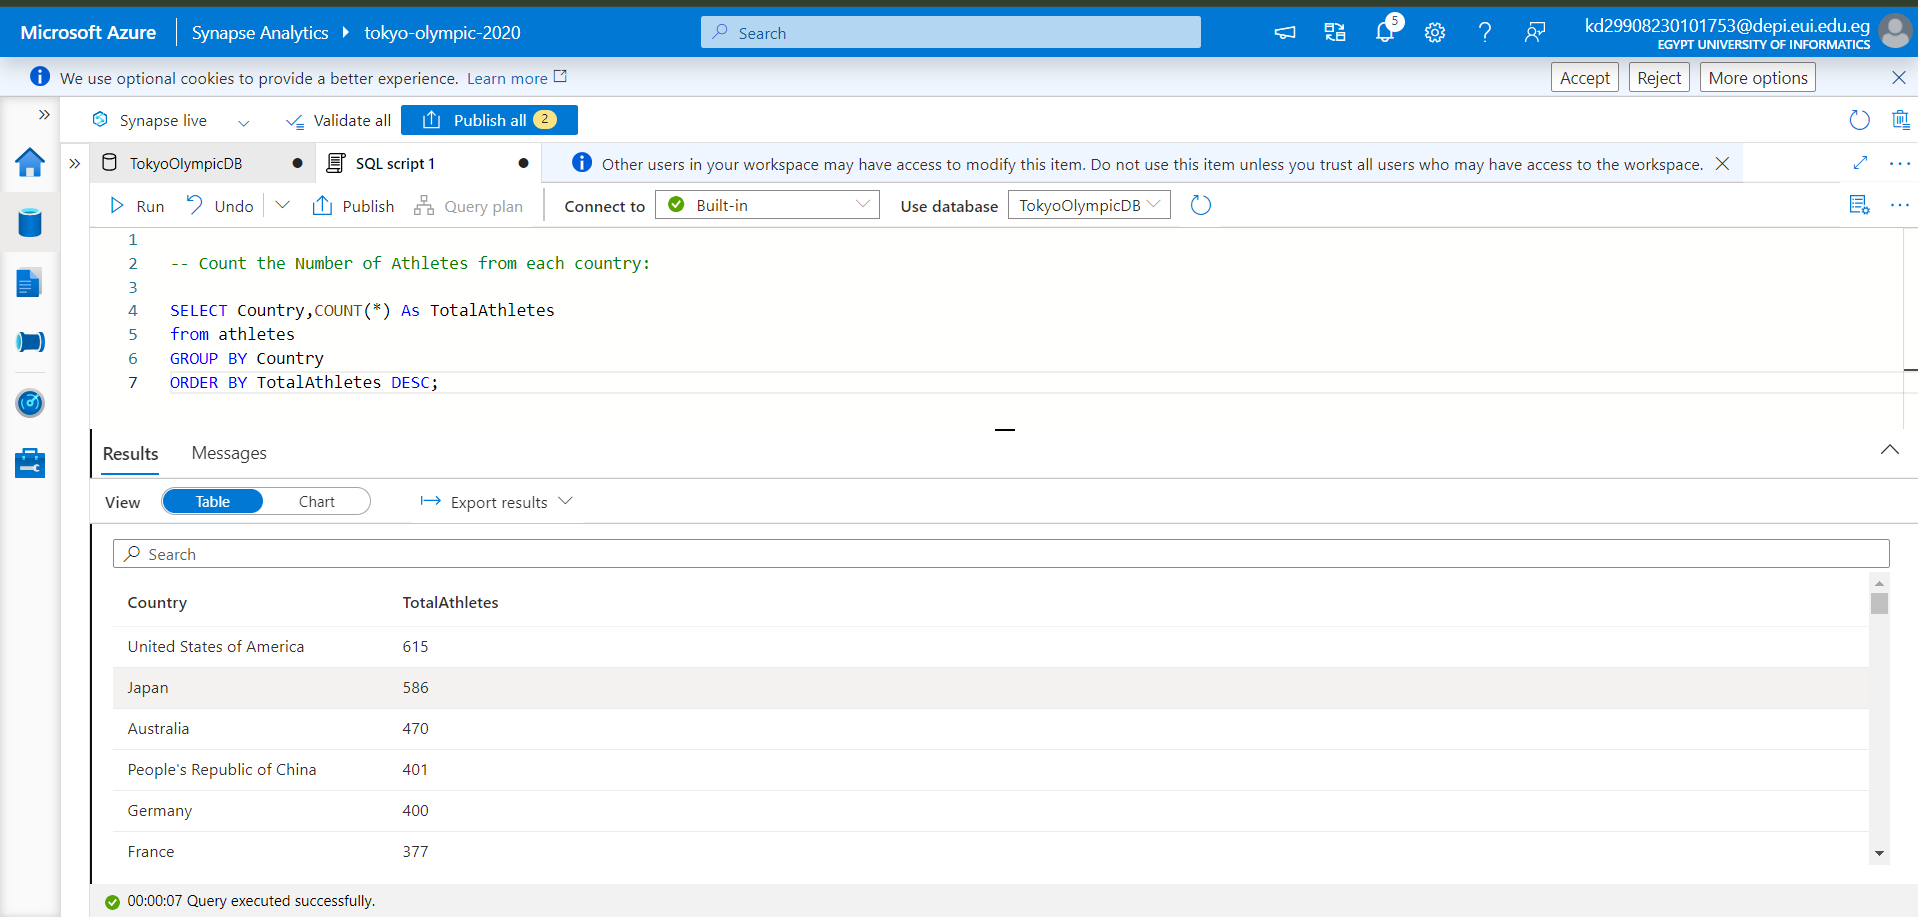 Microsoft Azure Synapse Analytics tokyo-olympic-2020 Search 5 kd29908230101753@depi.eui.edu.eg
EGYPT UNIVERSITY OF INFORMATICS
We use optional cookies to provide a better experience. Learn more Accept Reject More options
Synapse live Validate all Publish all 2
TokyoOlympicDB SQL script 1 Other users in your workspace may have access to modify this item. Do not use this item unless you trust all users who may have access to the workspace.
Run Undo Publish Query plan Connect to Built-in Use database TokyoOlympicDB
1
2 -- Count the Number of Athletes from each country:
3
4 SELECT Country,COUNT(*) As TotalAthletes
5 from athletes
6 GROUP BY Country
7 ORDER BY TotalAthletes DESC;
Results Messages
View Table Chart Export results
Search
Country TotalAthletes
United States of America 615
Japan 586
Australia 470
People's Republic of China 401
Germany 400
France 377
00:00:07 Query executed successfully.